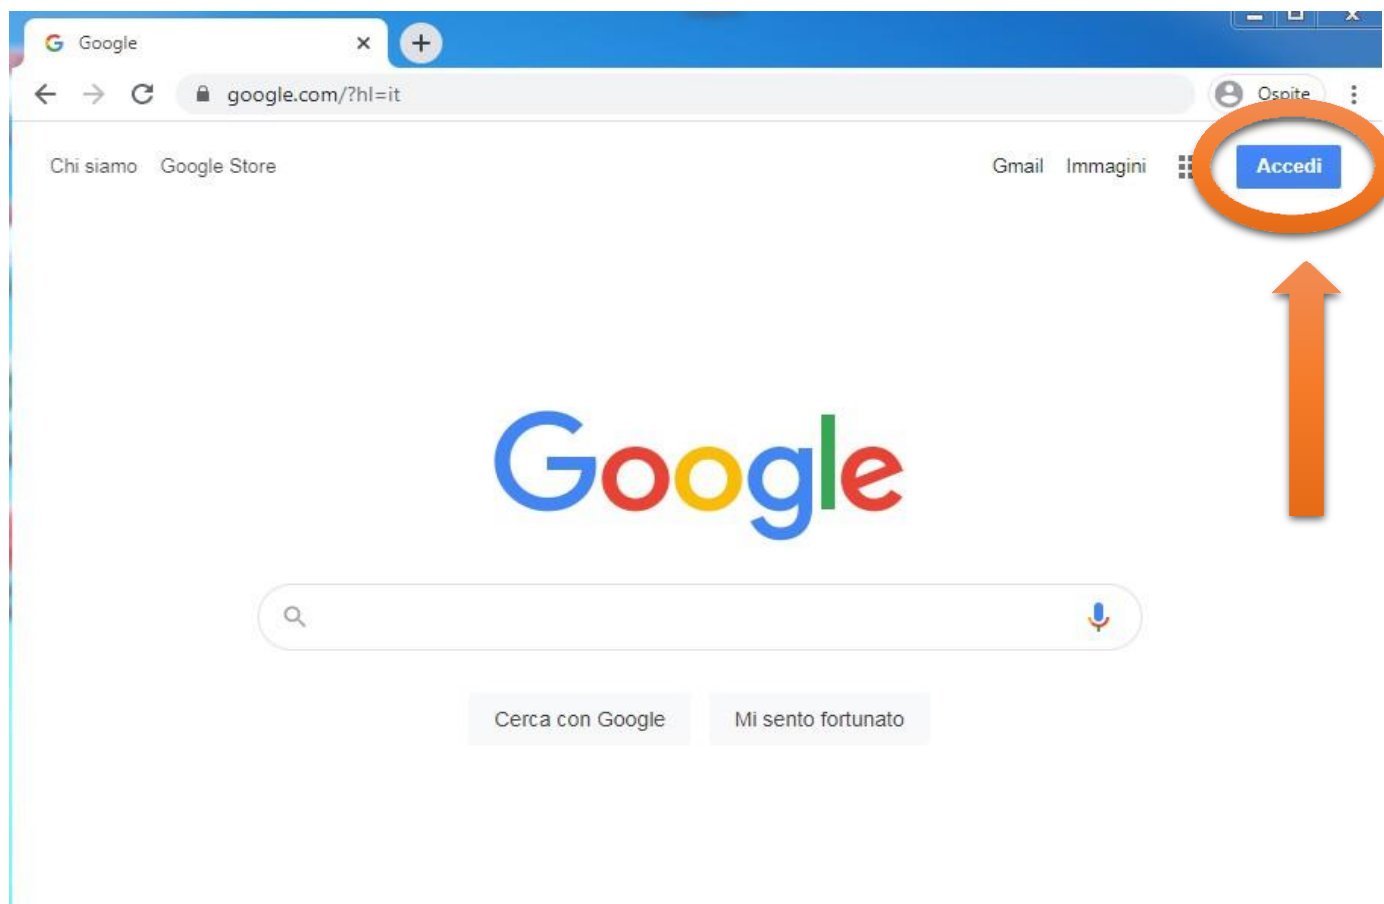 Google
google.com/?hl=it
Ospite
Chi siamo Google Store Gmail Immagini Accedi
Google
Cerca con Google Mi sento fortunato